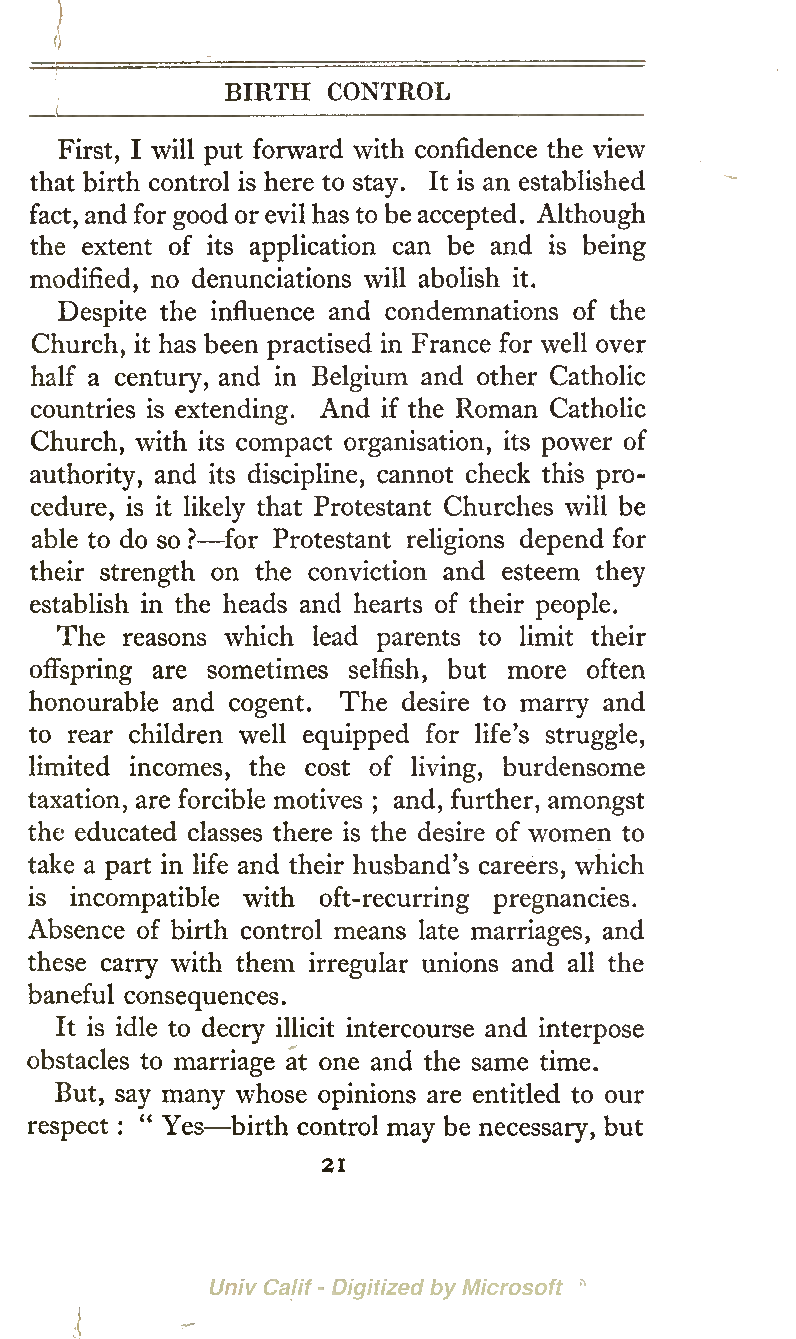 BIRTH CONTROL
First, I will put forward with confidence the view
that birth control is here to stay. It is an established
fact, and for good or evil has to be accepted. Although
the extent of its application can be and is being
modified, no denunciations will abolish it.
Despite the influence and condemnations of the
Church, it has been practised in France for well over
half a century, and in Belgium and other Catholic
countries is extending. And if the Roman Catholic
Church, with its compact organisation, its power of
authority, and its discipline, cannot check this pro-
cedure, is it likely that Protestant Churches will be
able to do so ?—for Protestant religions depend for
their strength on the conviction and esteem they
establish in the heads and hearts of their people.
The reasons which lead parents to limit their
offspring are sometimes selfish, but more often
honourable and cogent. The desire to marry and
to rear children well equipped for life's struggle,
limited incomes, the cost of living, burdensome
taxation, are forcible motives ; and, further, amongst
the educated classes there is the desire of women to
take a part in life and their husband's careers, which
is incompatible with oft-recurring pregnancies.
Absence of birth control means late marriages, and
these carry with them irregular unions and all the
baneful consequences.
It is idle to decry illicit intercourse and interpose
obstacles to marriage at one and the same time.
But, say many whose opinions are entitled to our
respect : " Yes—birth control may be necessary, but
21
Univ Calif - Digitized by Microsoft ®